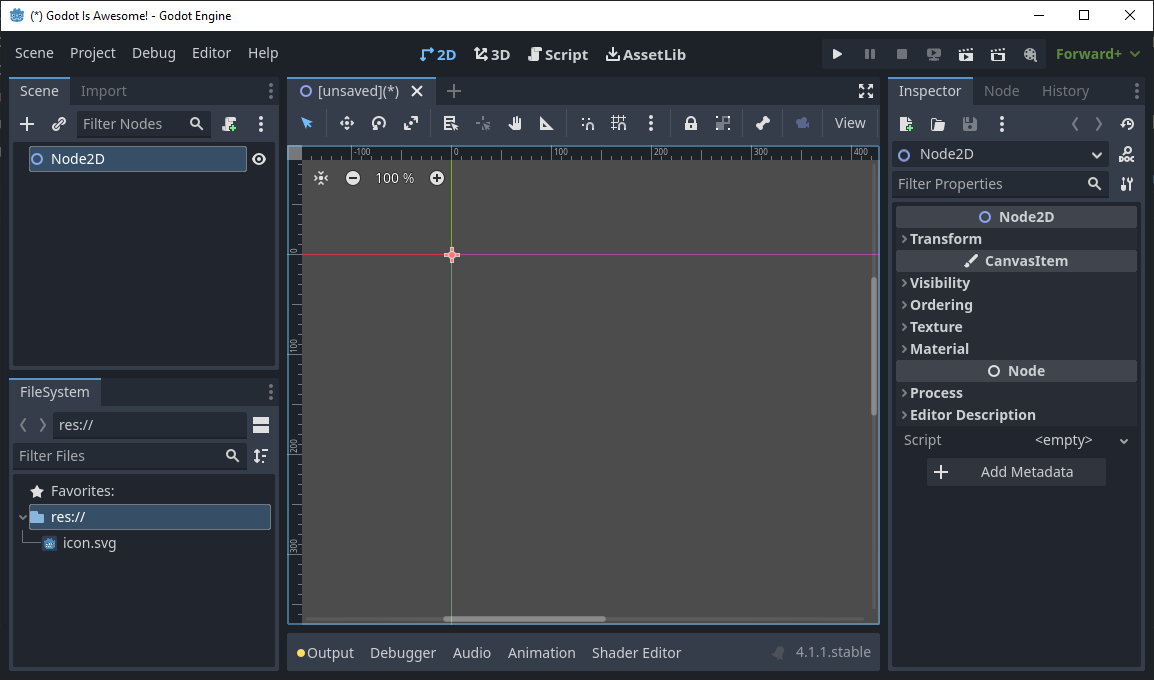 (*) Godot Is Awesome! - Godot Engine
Scene Project Debug Editor Help
2D 3D Script AssetLib
Forward+
Scene Import
Filter Nodes
Node2D
[unsaved](*)
View
-100 0 100 200 300 400
100 %
0
100
200
300
Inspector Node History
Node2D
DOC
Filter Properties
Node2D
Transform
CanvasItem
Visibility
Ordering
Texture
Material
Node
Process
Editor Description
Script <empty>
Add Metadata
FileSystem
res://
Filter Files
Favorites:
res://
icon.svg
Output Debugger Audio Animation Shader Editor 4.1.1.stable